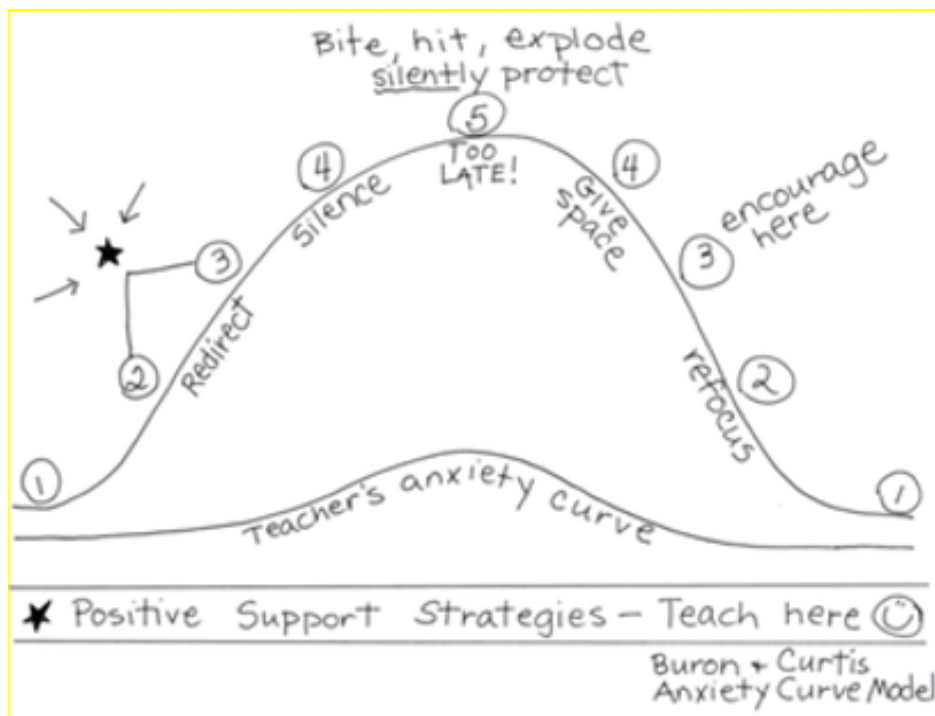 Bite, hit, explode
silently protect
5
TOO
LATE!
4
Silence
4
Give
space
3
Redirect
2
1
3
encourage
here
2
refocus
1
Teacher's anxiety curve
★ Positive Support Strategies – Teach here ☺
Buron + Curtis
Anxiety Curve Model